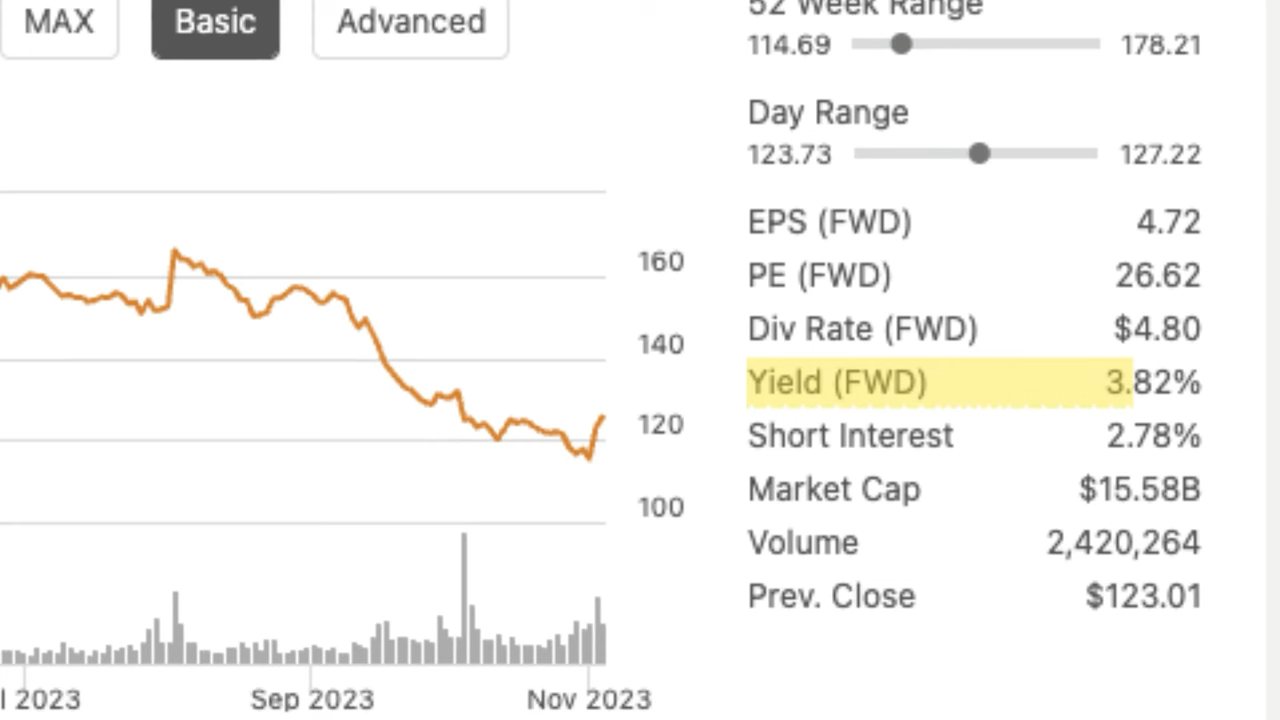 MAX Basic Advanced
52 Week Range
114.69 178.21
Day Range
123.73 127.22
EPS (FWD) 4.72
PE (FWD) 26.62
Div Rate (FWD) $4.80
Yield (FWD) 3.82%
Short Interest 2.78%
Market Cap $15.58B
Volume 2,420,264
Prev. Close $123.01
160
140
120
100
l 2023 Sep 2023 Nov 2023